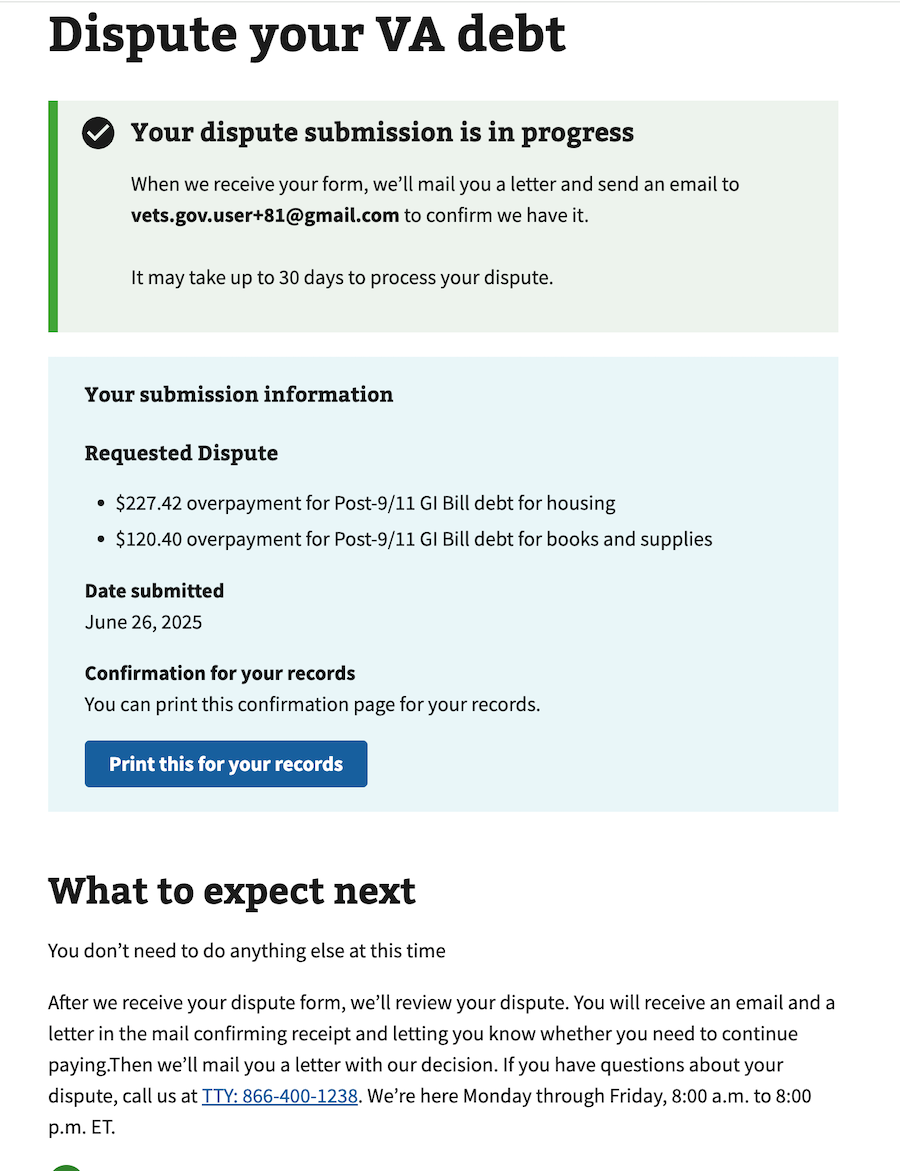 Dispute your VA debt
Your dispute submission is in progress
When we receive your form, we’ll mail you a letter and send an email to
vets.gov.user+81@gmail.com to confirm we have it.
It may take up to 30 days to process your dispute.
Your submission information
Requested Dispute
• $227.42 overpayment for Post-9/11 GI Bill debt for housing
• $120.40 overpayment for Post-9/11 GI Bill debt for books and supplies
Date submitted
June 26, 2025
Confirmation for your records
You can print this confirmation page for your records.
Print this for your records
What to expect next
You don’t need to do anything else at this time
After we receive your dispute form, we’ll review your dispute. You will receive an email and a
letter in the mail confirming receipt and letting you know whether you need to continue
paying.Then we’ll mail you a letter with our decision. If you have questions about your
dispute, call us at TTY: 866-400-1238. We’re here Monday through Friday, 8:00 a.m. to 8:00
p.m. ET.